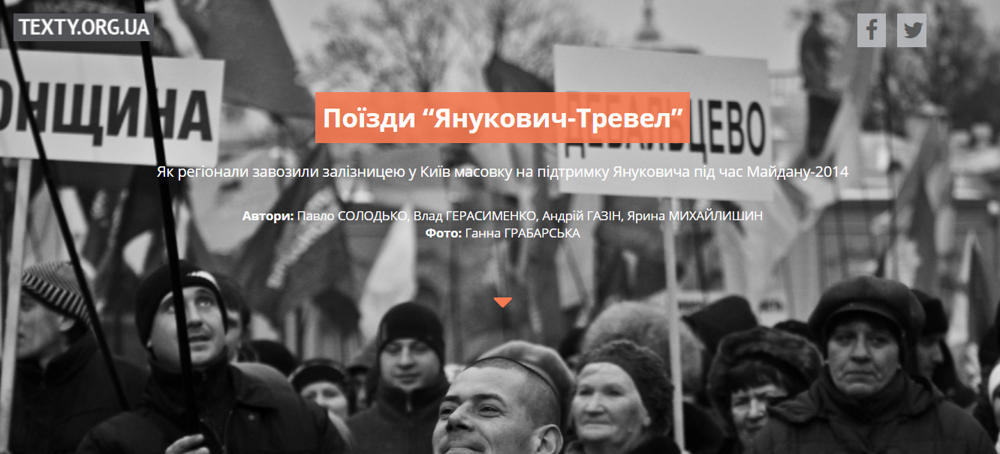 TEXTY.ORG.UA
ОНЩИНА
ДЕБАЛЬЦЕВО
Поїзди “Янукович-Тревел”
Як регіонали завозили залізницею у Київ масовку на підтримку Януковича під час Майдану-2014
Автори: Павло СОЛОДЬКО, Влад ГЕРАСИМЕНКО, Андрій ГАЗІН, Ярина МИХАЙЛИШИН
Фото: Ганна ГРАБАРСЬКА